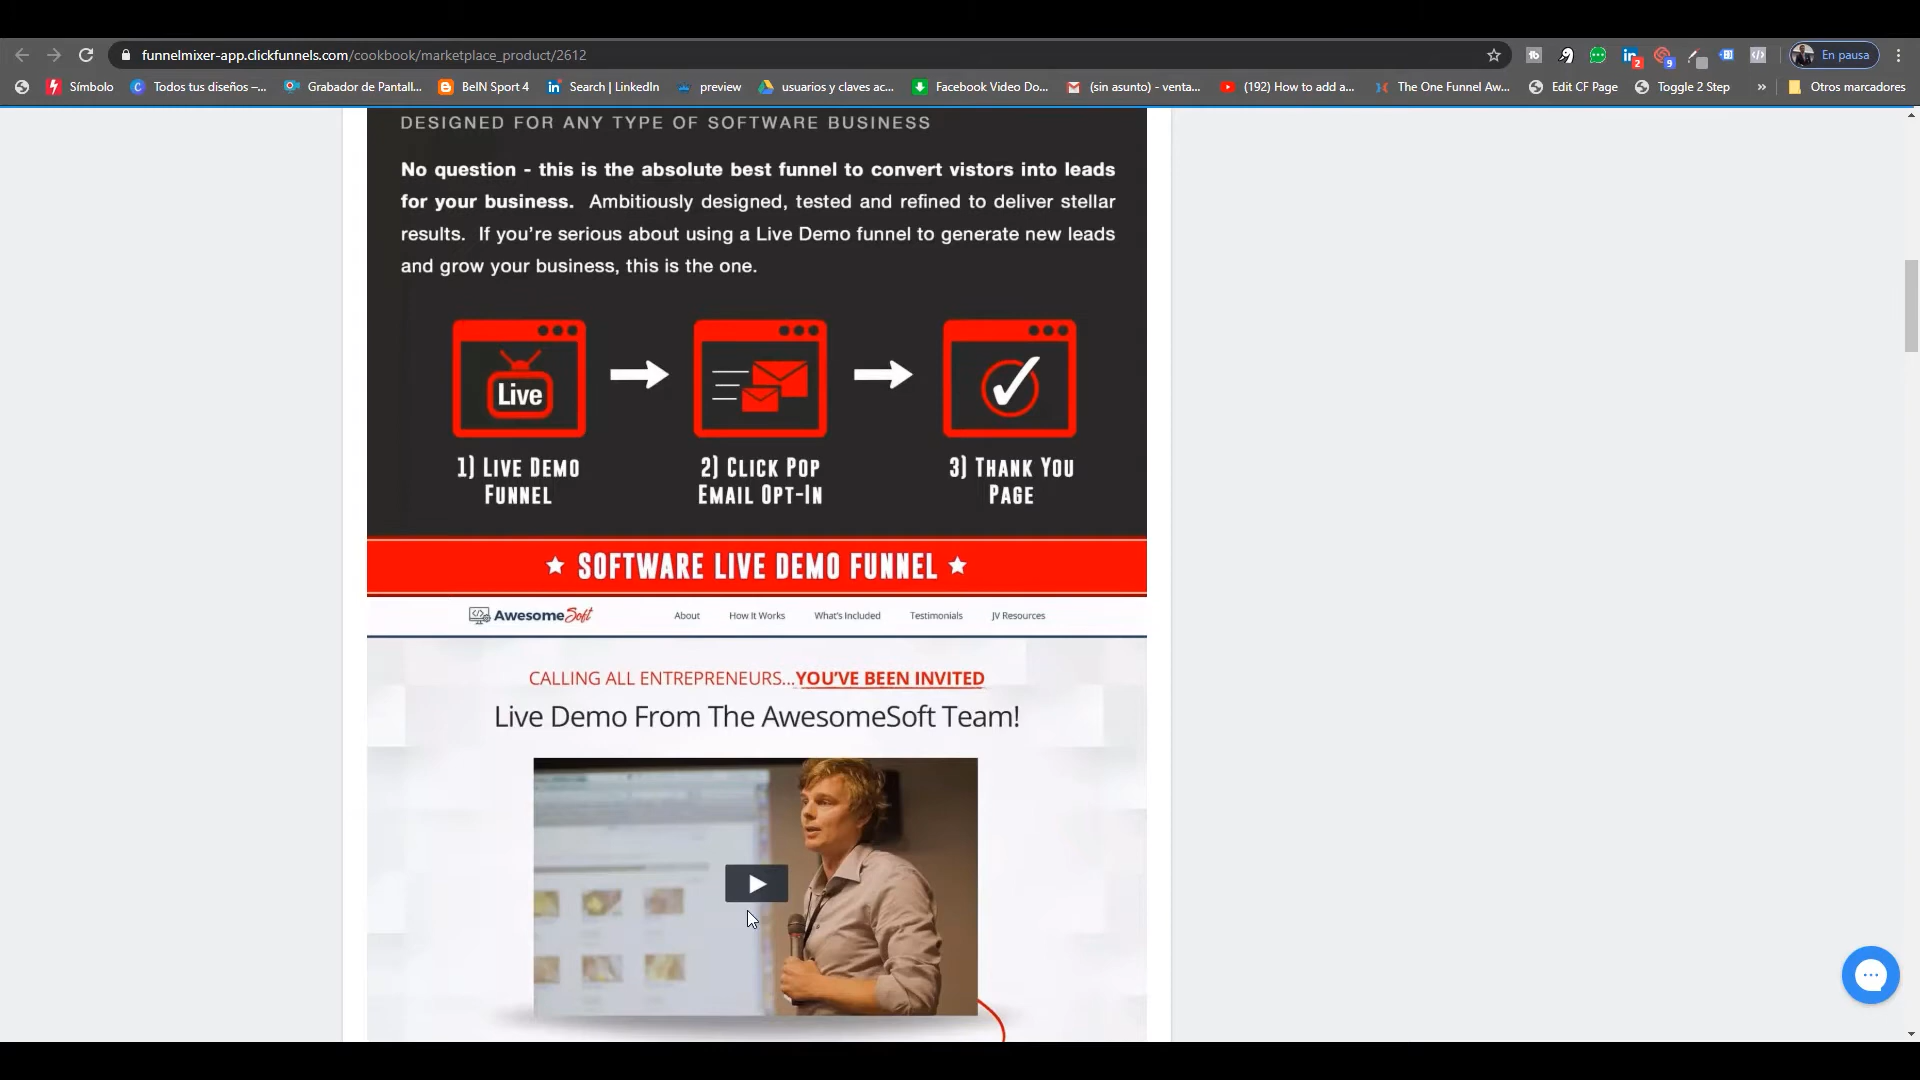 funnelmixer-app.clickfunnels.com/cookbook/marketplace_product/2612
2
9
En pausa
Símbolo
Todos tus diseños –...
Grabador de Pantall...
BeIN Sport 4
Search | LinkedIn
preview
usuarios y claves ac...
Facebook Video Do...
(sin asunto) - venta...
(192) How to add a...
The One Funnel Aw...
Edit CF Page
Toggle 2 Step
»
Otros marcadores
DESIGNED FOR ANY TYPE OF SOFTWARE BUSINESS
No question - this is the absolute best funnel to convert vistors into leads
for your business. Ambitiously designed, tested and refined to deliver stellar
results. If you're serious about using a Live Demo funnel to generate new leads
and grow your business, this is the one.
Live
1) LIVE DEMO
FUNNEL
2) CLICK POP
EMAIL OPT-IN
3) THANK YOU
PAGE
SOFTWARE LIVE DEMO FUNNEL
AwesomeSoft
About
How It Works
What's Included
Testimonials
JV Resources
CALLING ALL ENTREPRENEURS...YOU'VE BEEN INVITED
Live Demo From The AwesomeSoft Team!